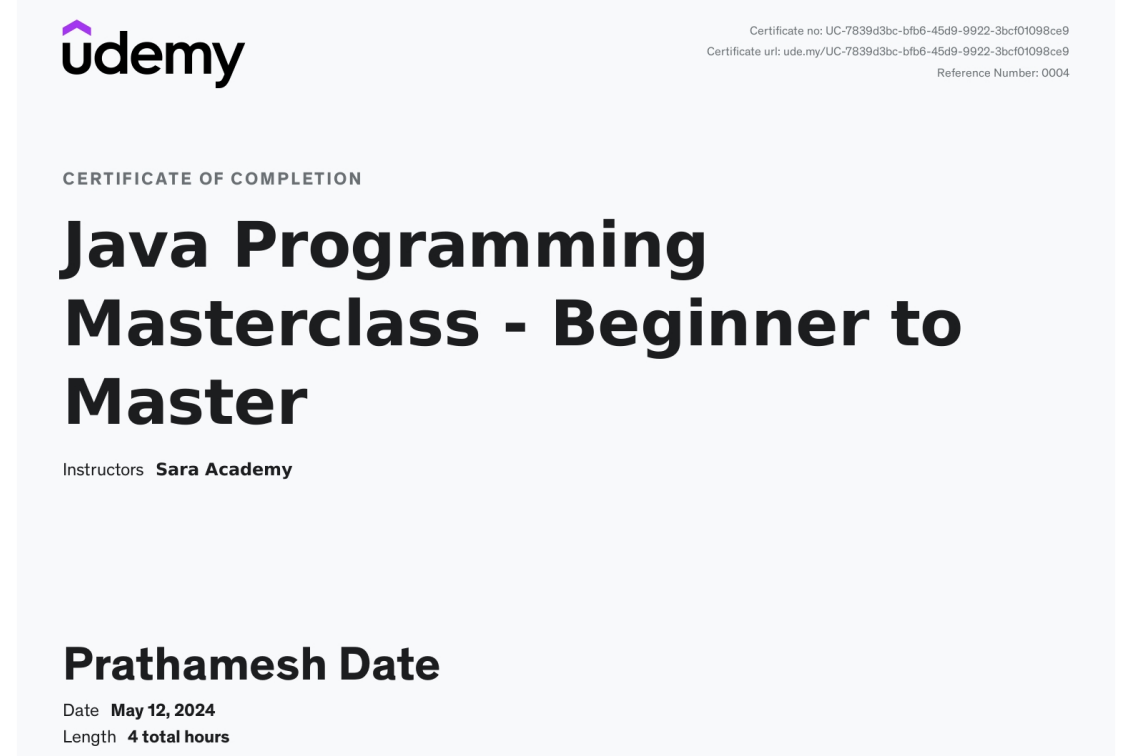 udemy
Certificate no: UC-7839d3bc-bfb6-45d9-9922-3bcf01098ce9
Certificate url: ude.my/UC-7839d3bc-bfb6-45d9-9922-3bcf01098ce9
Reference Number: 0004
CERTIFICATE OF COMPLETION
Java Programming
Masterclass - Beginner to
Master
Instructors Sara Academy
Prathamesh Date
Date May 12, 2024
Length 4 total hours